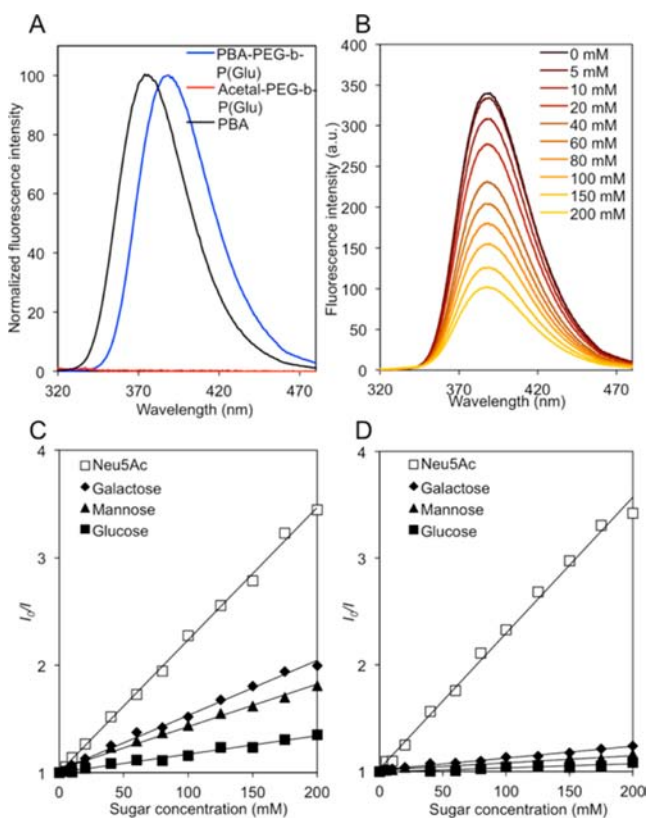 A
Normalized fluorescence intensity
100
80
60
40
20
0
320
370
420
470
Wavelength (nm)
PBA-PEG-b-
P(Glu)
Acetal-PEG-b-
P(Glu)
PBA
B
Fluorescence intensity (a.u.)
400
350
300
250
200
150
100
50
0
320
370
420
470
Wavelength (nm)
0 mM
5 mM
10 mM
20 mM
40 mM
60 mM
80 mM
100 mM
150 mM
200 mM
C
I0/I
4
3
2
1
0
50
100
150
200
Sugar concentration (mM)
Neu5Ac
Galactose
Mannose
Glucose
D
I0/I
4
3
2
1
0
50
100
150
200
Sugar concentration (mM)
Neu5Ac
Galactose
Mannose
Glucose